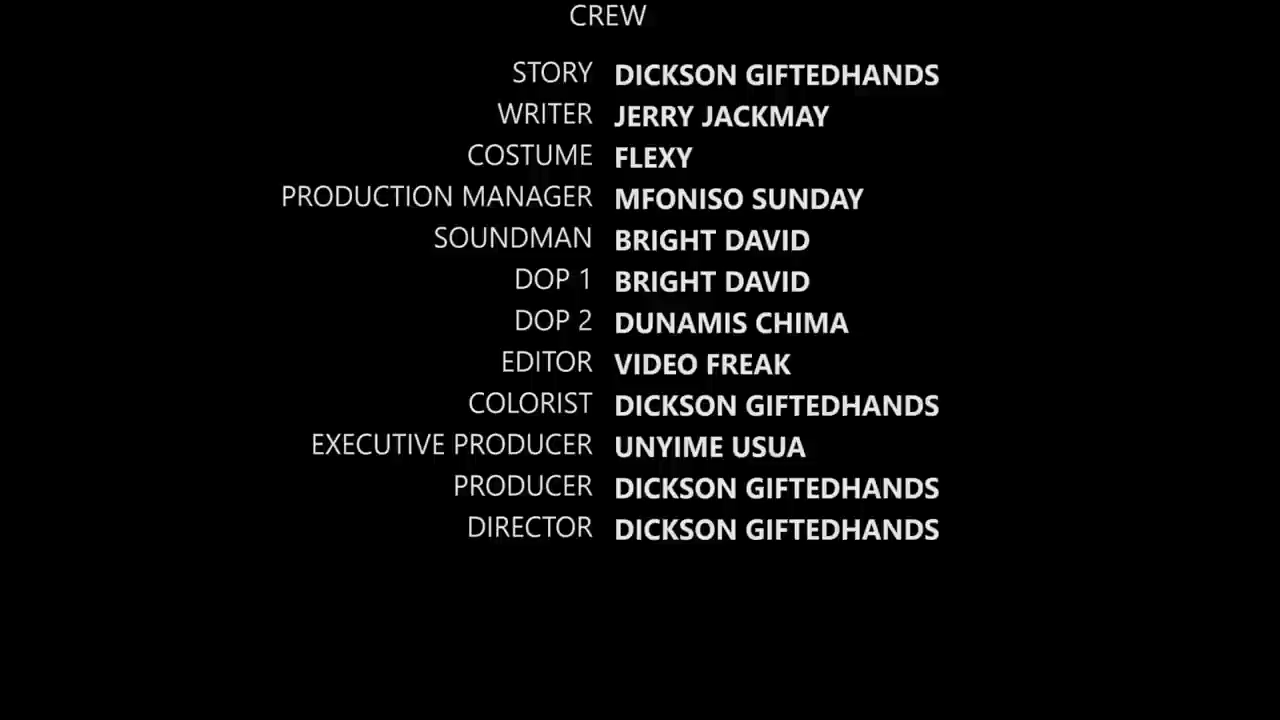 CREW
STORY DICKSON GIFTEDHANDS
WRITER JERRY JACKMAY
COSTUME FLEXY
PRODUCTION MANAGER MFONISO SUNDAY
SOUNDMAN BRIGHT DAVID
DOP 1 BRIGHT DAVID
DOP 2 DUNAMIS CHIMA
EDITOR VIDEO FREAK
COLORIST DICKSON GIFTEDHANDS
EXECUTIVE PRODUCER UNYIME USUA
PRODUCER DICKSON GIFTEDHANDS
DIRECTOR DICKSON GIFTEDHANDS